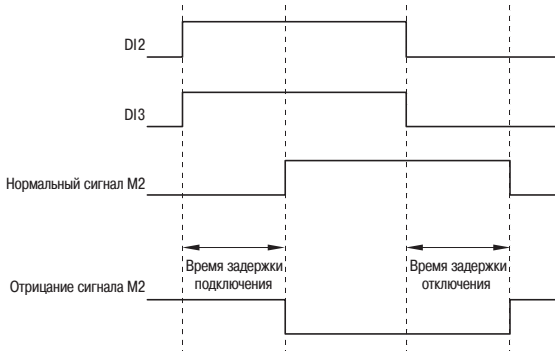 DI2
DI3
Нормальный сигнал M2
Время задержки
подключения
Время задержки
отключения
Отрицание сигнала M2